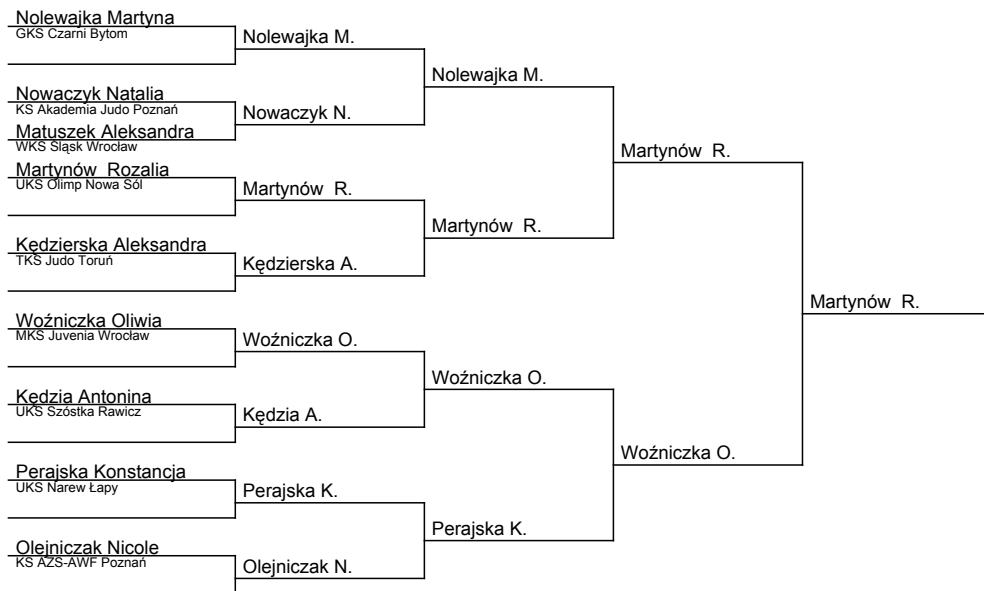 Nolewajka Martyna
GKS Czarni Bytom
Nolewajka M.
Nolewajka M.
Nowaczyk Natalia
KS Akademia Judo Poznań
Nowaczyk N.
Matuszek Aleksandra
WKS Śląsk Wrocław
Martynów R.
Martynów Rozalia
UKS Olimp Nowa Sól
Martynów R.
Martynów R.
Kędzierska Aleksandra
TKS Judo Toruń
Kędzierska A.
Martynów R.
Woźniczka Oliwia
MKS Juvenia Wrocław
Woźniczka O.
Woźniczka O.
Kędzia Antonina
UKS Szóstka Rawicz
Kędzia A.
Woźniczka O.
Perajska Konstancja
UKS Narew Łapy
Perajska K.
Perajska K.
Olejniczak Nicole
KS AZS-AWF Poznań
Olejniczak N.